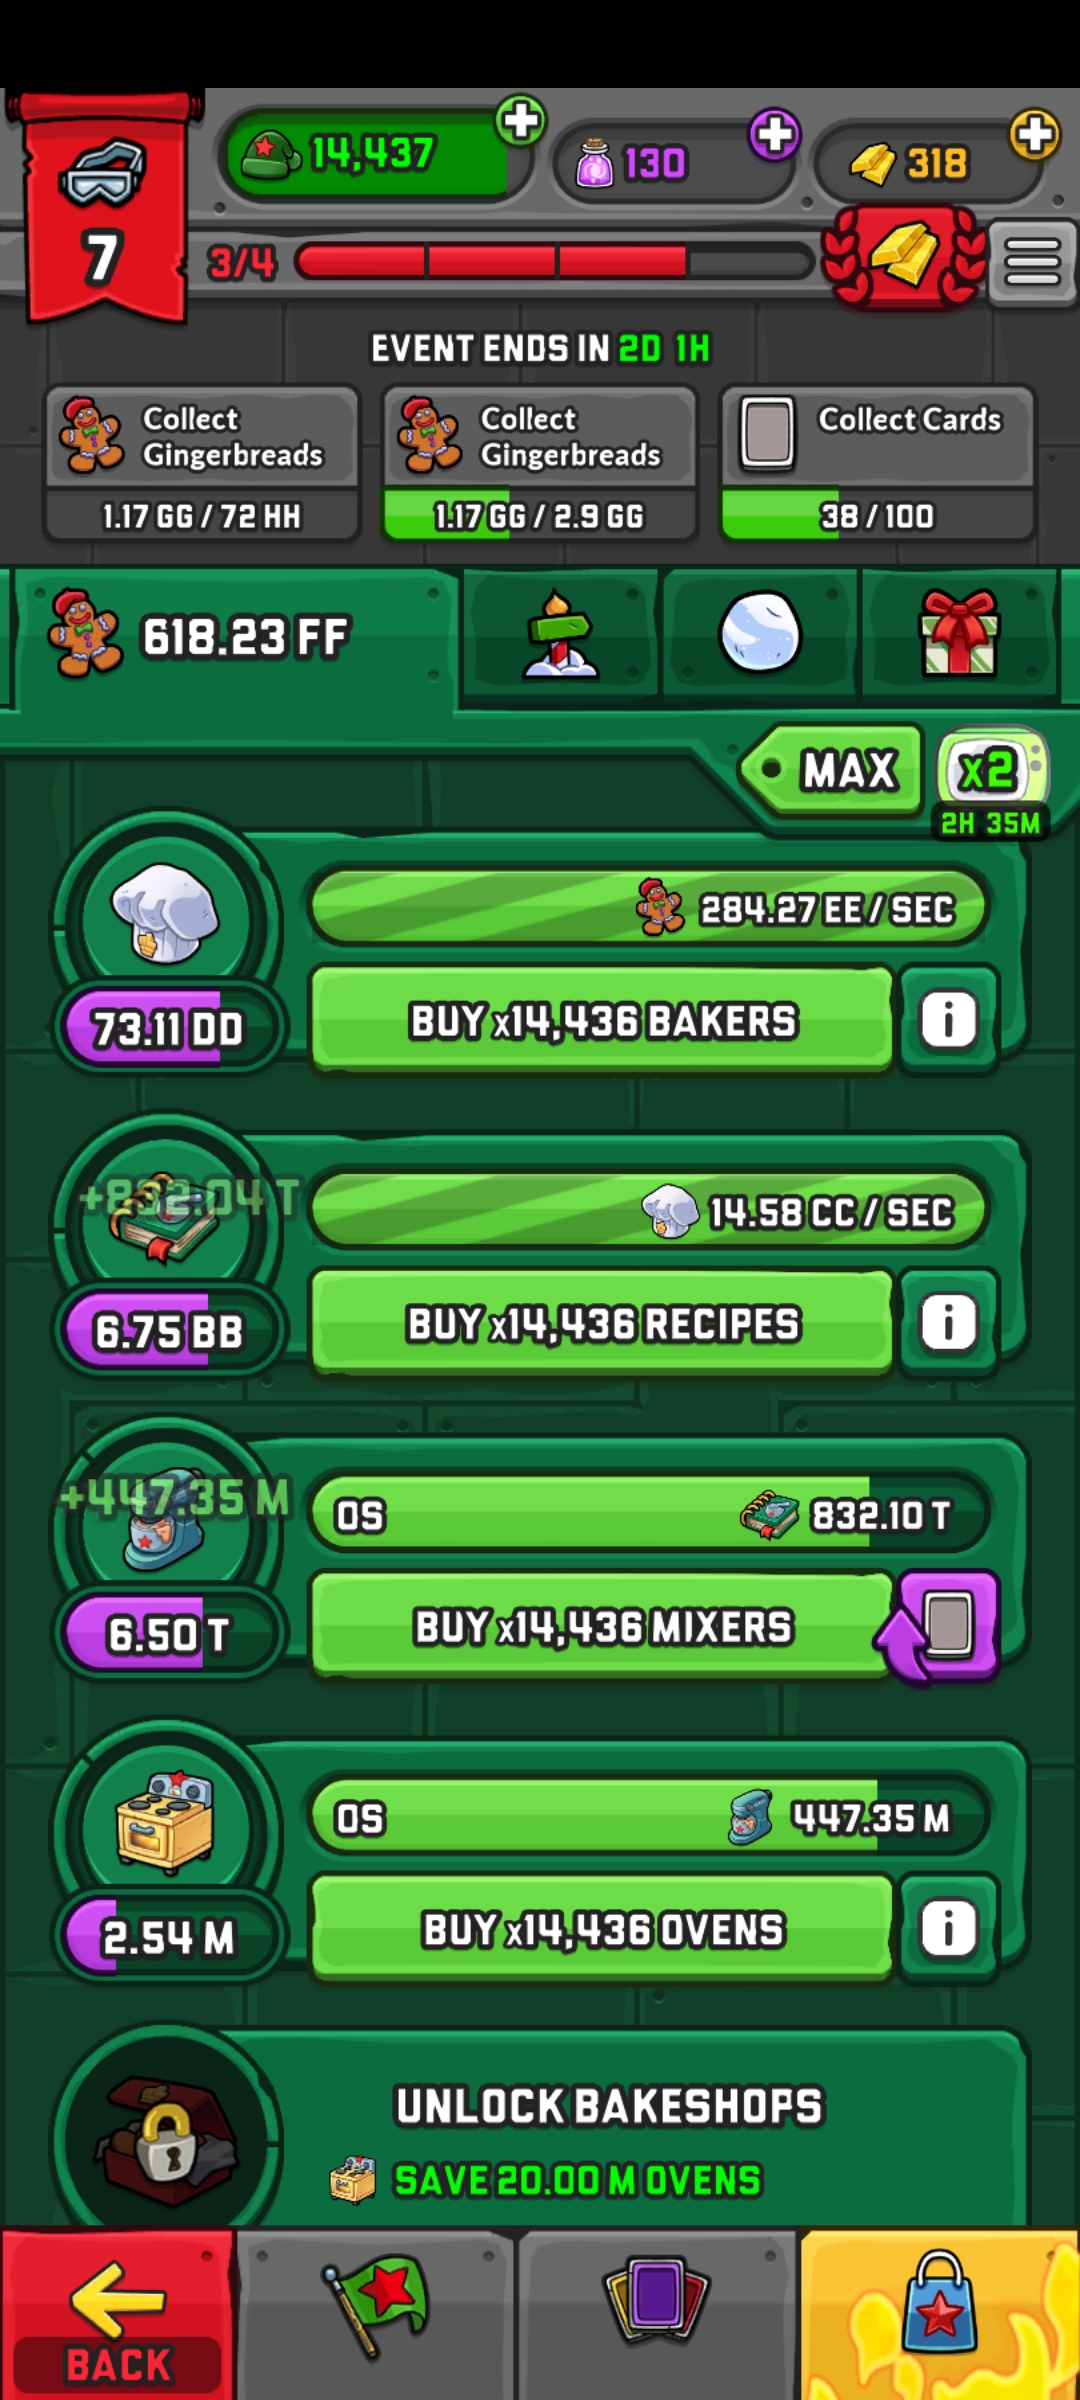 14,437
130
318
7
3/4
EVENT ENDS IN 2D 1H
Collect Gingerbreads
1.17 GG / 72 HH
Collect Gingerbreads
1.17 GG / 2.9 GG
Collect Cards
38 / 100
618.23 FF
MAX
x2
2H 35M
284.27 EE / SEC
73.11 DD
BUY x14,436 BAKERS
+832.04 T
14.58 CC / SEC
6.75 BB
BUY x14,436 RECIPES
+447.35 M
0S
832.10 T
6.50 T
BUY x14,436 MIXERS
0S
447.35 M
2.54 M
BUY x14,436 OVENS
UNLOCK BAKESHOPS
SAVE 20.00 M OVENS
BACK